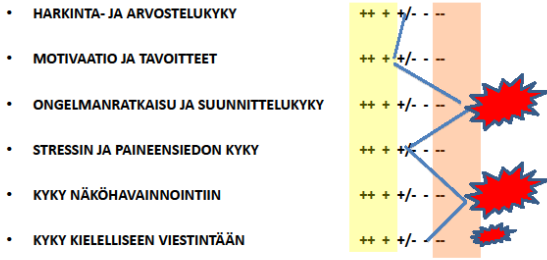 • HARKINTA- JA ARVOSTELUKYKY ++ + +/- - --
• MOTIVAATIO JA TAVOITTEET ++ + +/- - --
• ONGELMANRATKAISU JA SUUNNITTELUKYKY ++ + +/- - --
• STRESSIN JA PAINEENSIEDON KYKY ++ + +/- - --
• KYKY NÄKÖHAVAINNOINTIIN ++ + +/- - --
• KYKY KIELELLISEEN VIESTINTÄÄN ++ + +/- - --